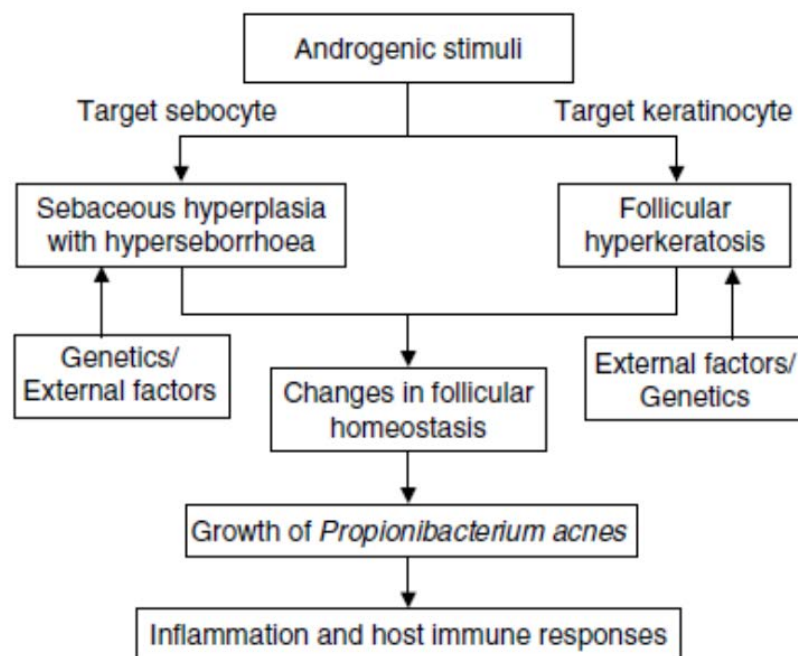 Androgenic stimuli
Target sebocyte
Target keratinocyte
Sebaceous hyperplasia
with hyperseborrhoea
Follicular
hyperkeratosis
Genetics/
External factors
External factors/
Genetics
Changes in follicular
homeostasis
Growth of Propionibacterium acnes
Inflammation and host immune responses